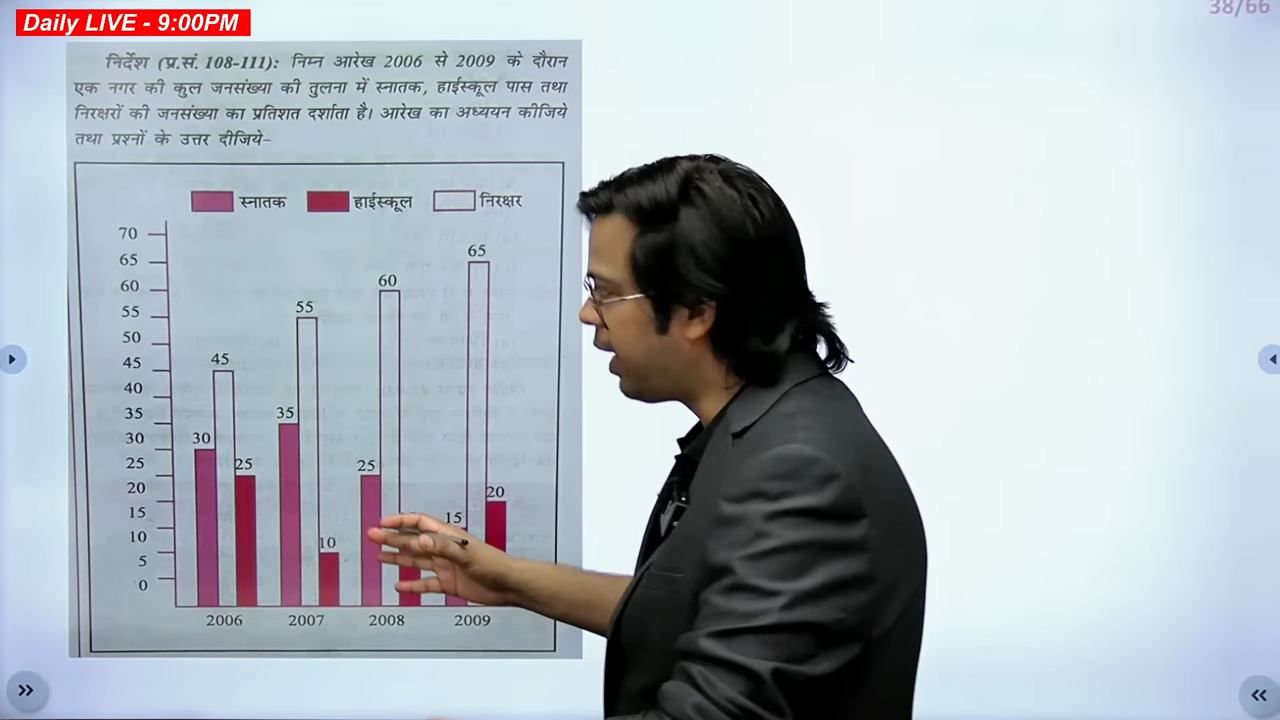 Daily LIVE - 9:00PM
38/66
निर्देश (प्र.सं. 108-111): निम्न आरेख 2006 से 2009 के दौरान
एक नगर की कुल जनसंख्या की तुलना में स्नातक, हाईस्कूल पास तथा
निरक्षरों की जनसंख्या का प्रतिशत दर्शाता है। आरेख का अध्ययन कीजिये
तथा प्रश्नों के उत्तर दीजिये–
स्नातक हाईस्कूल निरक्षर
70
65
60
55
50
45
40
35
30
25
20
15
10
5
0
30 45 25
35 55 10
25 60
15 65 20
2006 2007 2008 2009